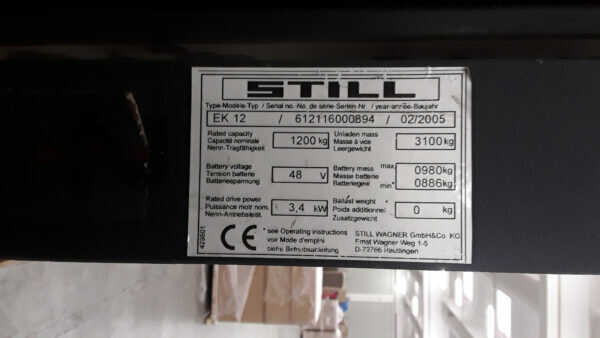 STILL
Type-Modèle-Typ / Serial no. No. de série-Serien Nr. / year-année-Baujahr
EK 12 / 612116000894 / 02/2005
Rated capacity
Capacité nominale
Nenn-Tragfähigkeit
1200 kg
Unladen mass
Masse à vide
Leergewicht
3100 kg
Battery voltage
Tension batterie
Batteriespannung
48 V
Battery mass max.
Masse batterie
Batteriegew. min*
0980 kg
0886 kg
Rated drive power
Puissance mot. nom.
Nenn-Antriebsleist.
3,4 kW
Ballast weight *
Poids additionnel
Zusatzgewicht
0 kg
CE
* see Operating instructions
voir Mode d'emploi
siehe Betriebsanleitung
STILL WAGNER GmbH&Co. KG
Ernst Wagner Weg 1-5
D-72766 Reutlingen